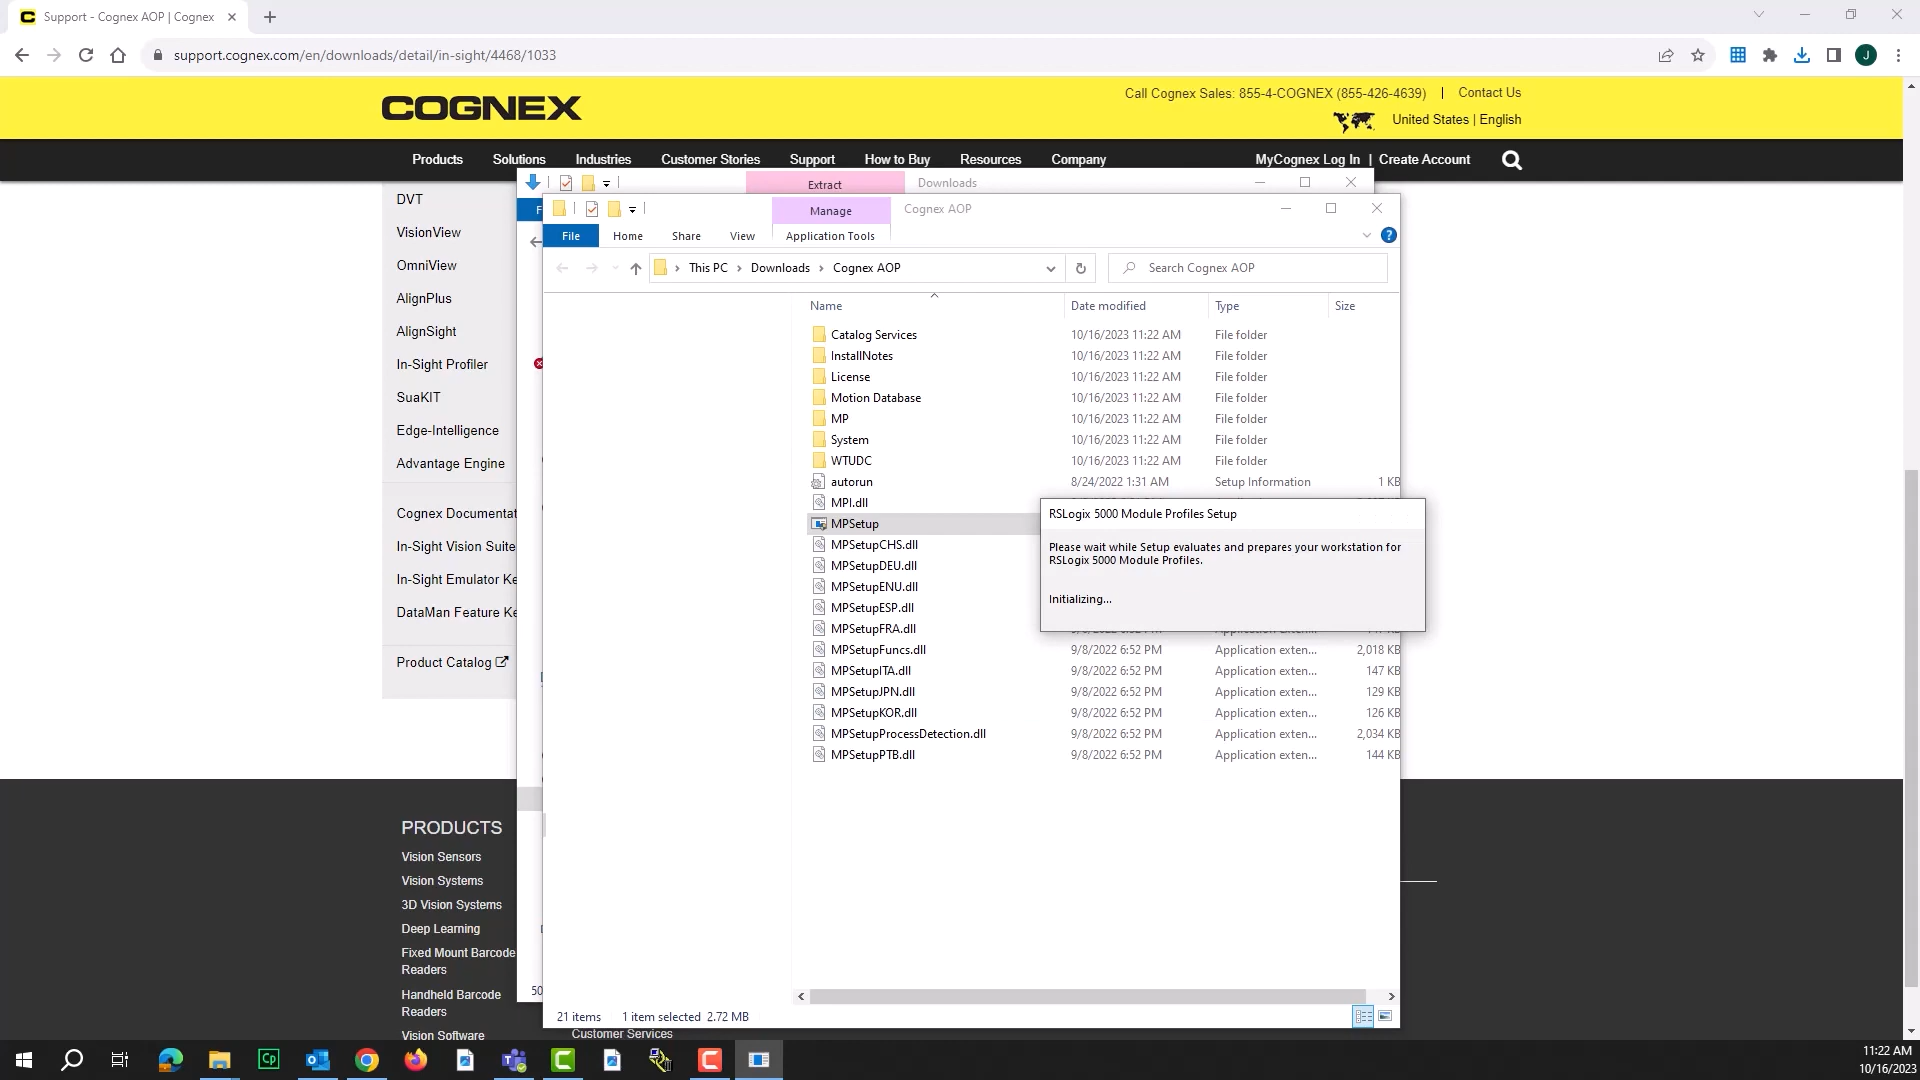 Support - Cognex AOP | Cognex
support.cognex.com/en/downloads/detail/in-sight/4468/1033
J
COGNEX
Call Cognex Sales: 855-4-COGNEX (855-426-4639) | Contact Us
United States | English
Products Solutions Industries Customer Stories Support How to Buy Resources Company MyCognex Log In | Create Account
DVT
VisionView
OmniView
AlignPlus
AlignSight
In-Sight Profiler
SuaKIT
Edge-Intelligence
Advantage Engine
Cognex Documentat
In-Sight Vision Suite
In-Sight Emulator Ke
DataMan Feature Ke
Product Catalog
Extract Downloads
F
Manage Cognex AOP
File Home Share View Application Tools
This PC > Downloads > Cognex AOP
Search Cognex AOP
Name Date modified Type Size
Catalog Services 10/16/2023 11:22 AM File folder
InstallNotes 10/16/2023 11:22 AM File folder
License 10/16/2023 11:22 AM File folder
Motion Database 10/16/2023 11:22 AM File folder
MP 10/16/2023 11:22 AM File folder
System 10/16/2023 11:22 AM File folder
WTUDC 10/16/2023 11:22 AM File folder
autorun 8/24/2022 1:31 AM Setup Information 1 KB
MPI.dll
MPSetup
MPSetupCHS.dll
MPSetupDEU.dll
MPSetupENU.dll
MPSetupESP.dll
MPSetupFRA.dll
MPSetupFuncs.dll 9/8/2022 6:52 PM Application exten... 2,018 KB
MPSetupITA.dll 9/8/2022 6:52 PM Application exten... 147 KB
MPSetupJPN.dll 9/8/2022 6:52 PM Application exten... 129 KB
MPSetupKOR.dll 9/8/2022 6:52 PM Application exten... 126 KB
MPSetupProcessDetection.dll 9/8/2022 6:52 PM Application exten... 2,034 KB
MPSetupPTB.dll 9/8/2022 6:52 PM Application exten... 144 KB
RSLogix 5000 Module Profiles Setup
Please wait while Setup evaluates and prepares your workstation for
RSLogix 5000 Module Profiles.
Initializing...
21 items 1 item selected 2.72 MB
50
PRODUCTS
Vision Sensors
Vision Systems
3D Vision Systems
Deep Learning
Fixed Mount Barcode
Readers
Handheld Barcode
Readers
Vision Software
Customer Services
Cp
11:22 AM
10/16/2023